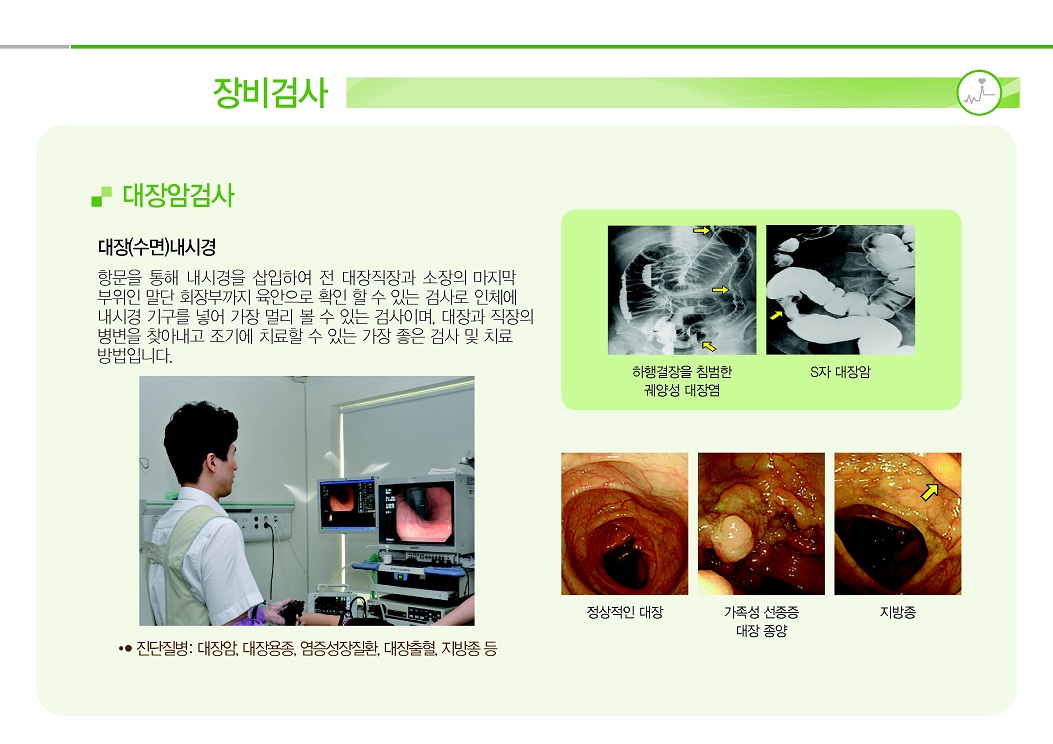 장비검사
대장암검사
대장(수면)내시경
항문을 통해 내시경을 삽입하여 전 대장직장과 소장의 마지막
부위인 말단 회장부까지 육안으로 확인 할 수 있는 검사로 인체에
내시경 기구를 넣어 가장 멀리 볼 수 있는 검사이며, 대장과 직장의
병변을 찾아내고 조기에 치료할 수 있는 가장 좋은 검사 및 치료
방법입니다.
•● 진단질병: 대장암, 대장용종, 염증성장질환, 대장출혈, 지방종 등
하행결장을 침범한
궤양성 대장염
S자 대장암
정상적인 대장
가족성 선종증
대장 종양
지방종